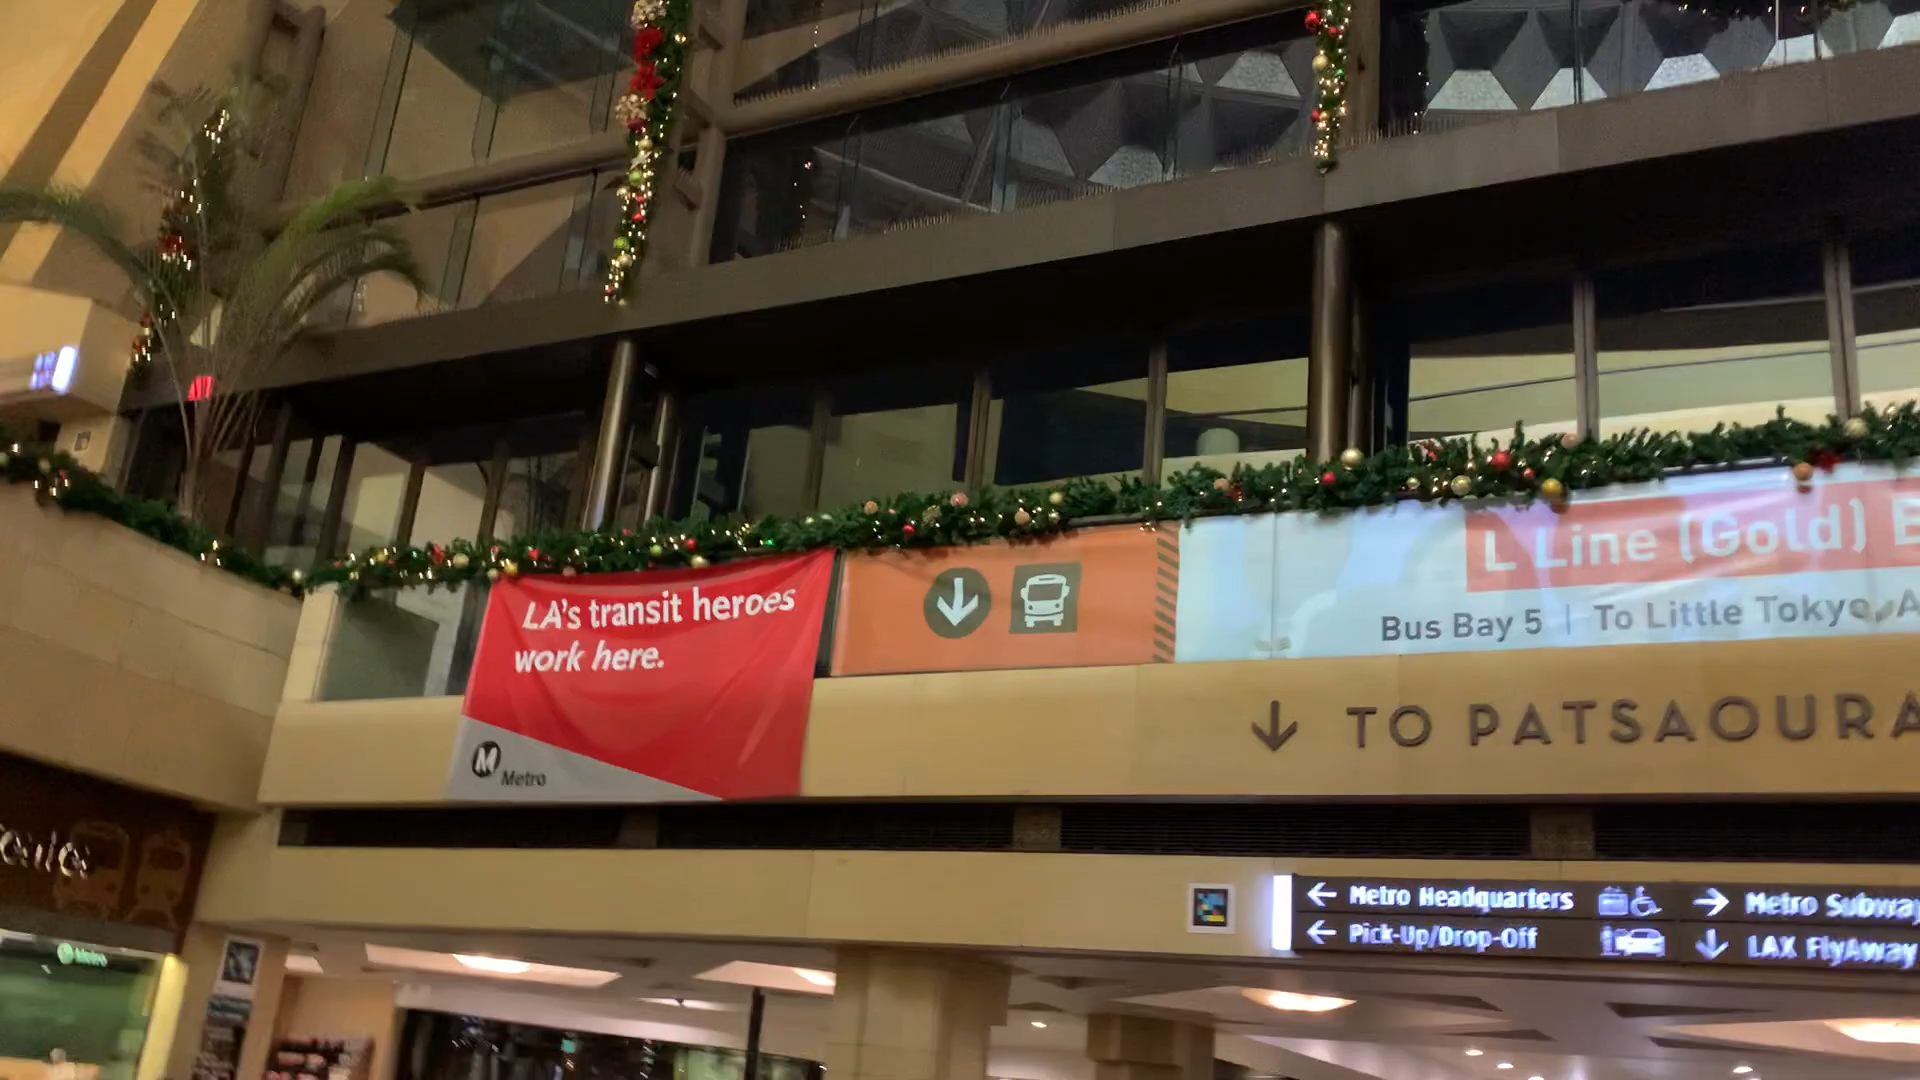 LA's transit heroes
work here.
Metro
L Line (Gold)
Bus Bay 5 | To Little Tokyo,
↓ TO PATSAOURA
← Metro Headquarters
← Pick-Up/Drop-Off
→ Metro Subway
↓ LAX FlyAway
Metro